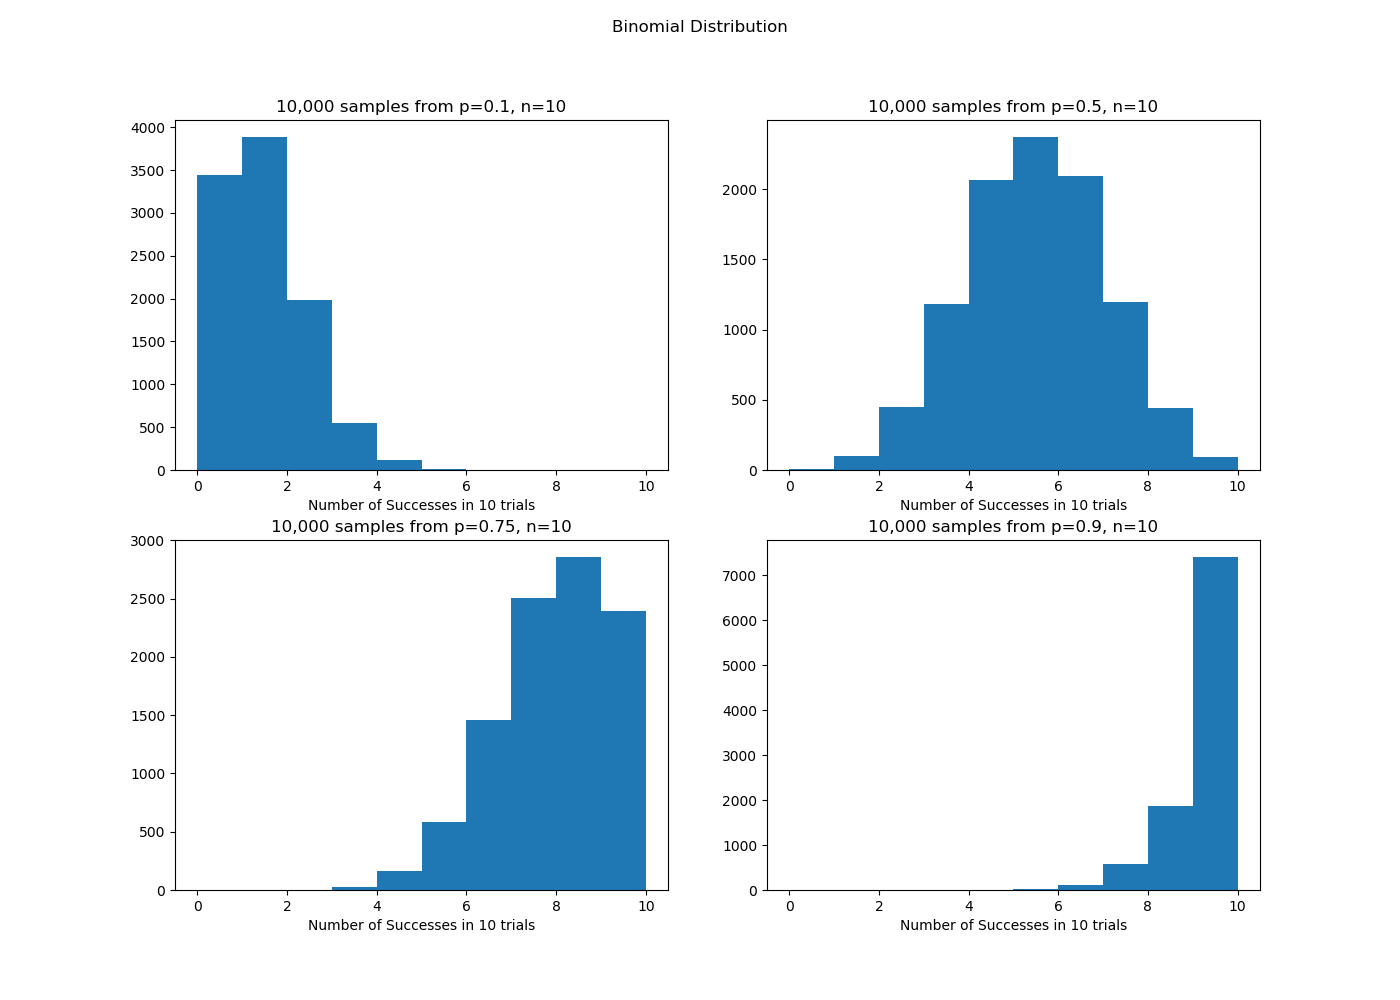 Binomial Distribution
10,000 samples from p=0.1, n=10
4000
3500
3000
2500
2000
1500
1000
500
0
0 2 4 6 8 10
Number of Successes in 10 trials
10,000 samples from p=0.5, n=10
2000
1500
1000
500
0
0 2 4 6 8 10
Number of Successes in 10 trials
10,000 samples from p=0.75, n=10
3000
2500
2000
1500
1000
500
0
0 2 4 6 8 10
Number of Successes in 10 trials
10,000 samples from p=0.9, n=10
7000
6000
5000
4000
3000
2000
1000
0
0 2 4 6 8 10
Number of Successes in 10 trials